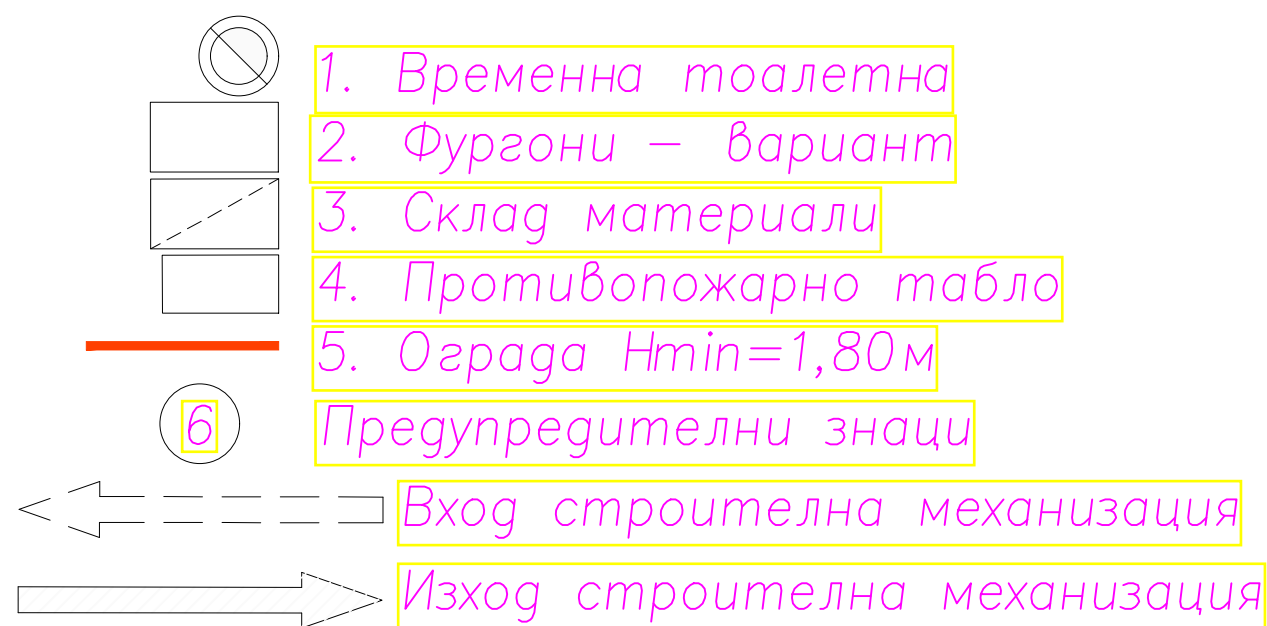 1. Временна тоалетна
2. Фургони – вариант
3. Склад материали
4. Противопожарно табло
5. Ограда Hmin=1,80м
6 Предупредителни знаци
Вход строителна механизация
Изход строителна механизация